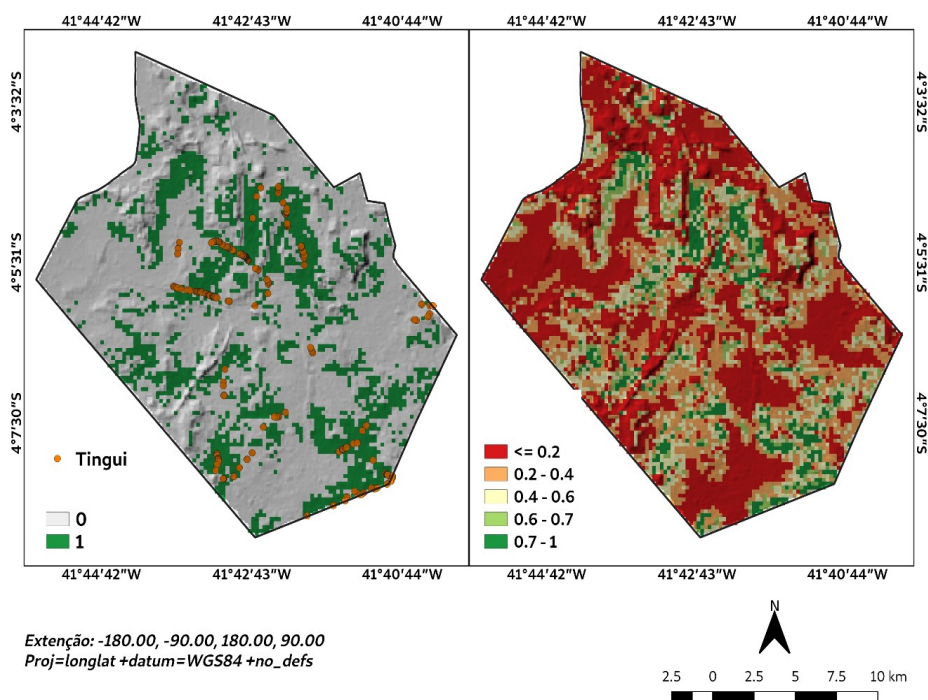 41°44′42″W 41°42′43″W 41°40′44″W 41°44′42″W 41°42′43″W 41°40′44″W
4°3′32″S
4°5′31″S
4°7′30″S
Tingui
0
1
<= 0.2
0.2 - 0.4
0.4 - 0.6
0.6 - 0.7
0.7 - 1
4°3′32″S
4°5′31″S
4°7′30″S
41°44′42″W 41°42′43″W 41°40′44″W 41°44′42″W 41°42′43″W 41°40′44″W
Extenção: -180.00, -90.00, 180.00, 90.00
Proj=longlat +datum=WGS84 +no_defs
N
2.5 0 2.5 5 7.5 10 km